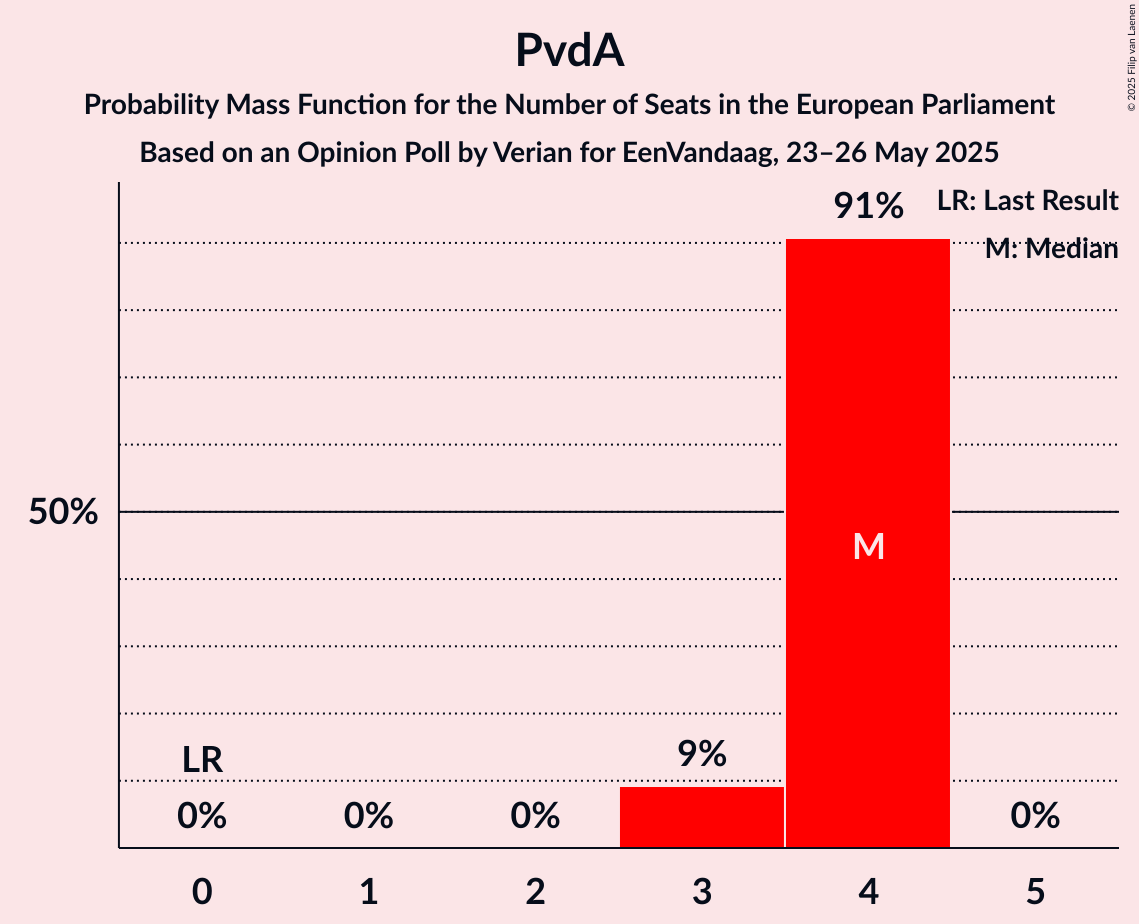 PvdA
Probability Mass Function for the Number of Seats in the European Parliament
Based on an Opinion Poll by Verian for EenVandaag, 23–26 May 2025
© 2025 Filip van Laenen
LR: Last Result
M: Median
91%
50%
M
LR
9%
0%
0%
0%
0%
0 1 2 3 4 5